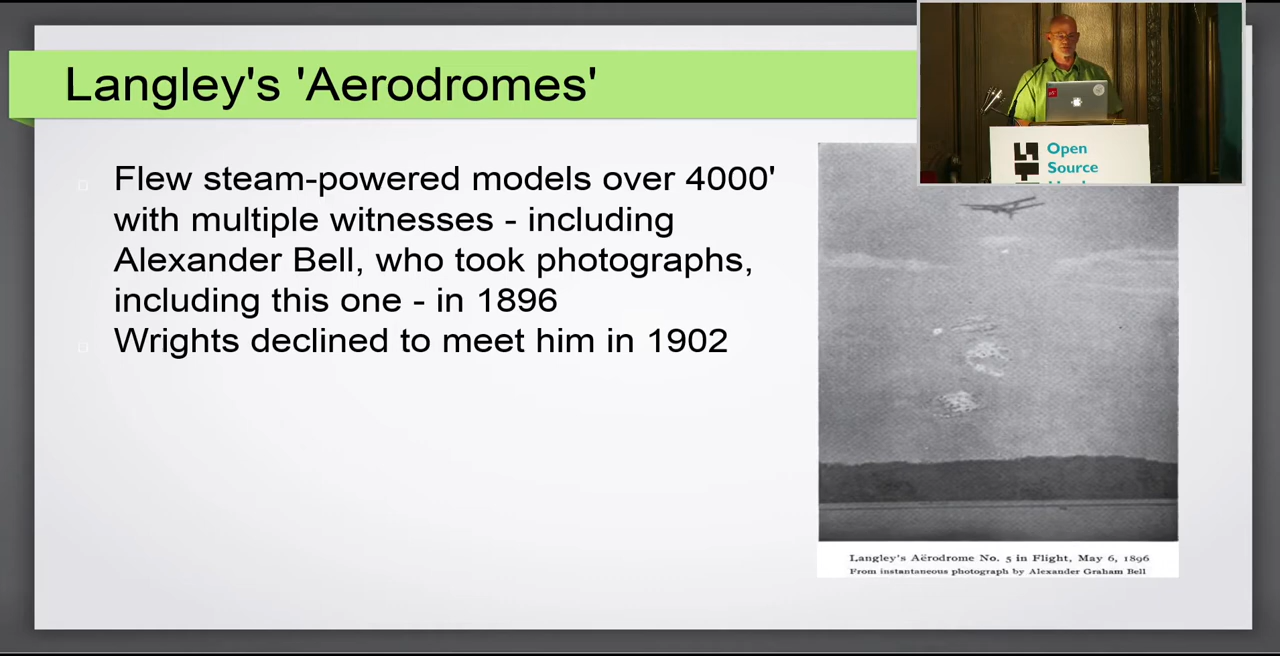 Langley's 'Aerodromes'
Flew steam-powered models over 4000'
with multiple witnesses - including
Alexander Bell, who took photographs,
including this one - in 1896
Wrights declined to meet him in 1902
Open
Source
Langley's Aërodrome No. 5 in Flight, May 6, 1896
From instantaneous photograph by Alexander Graham Bell